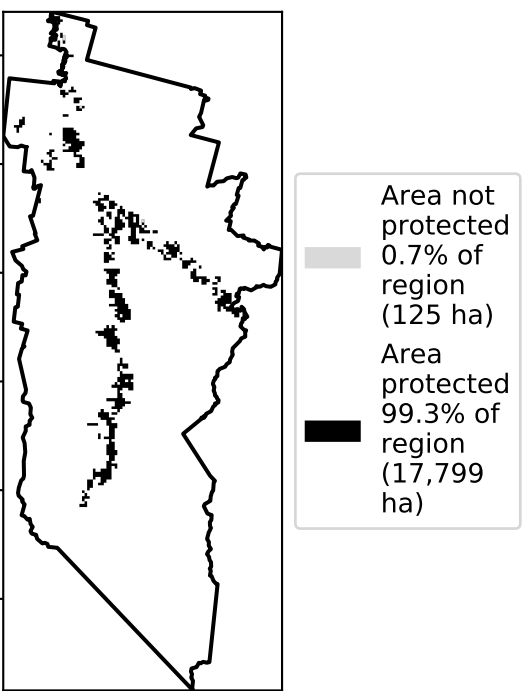 Area not
protected
0.7% of
region
(125 ha)
Area
protected
99.3% of
region
(17,799
ha)